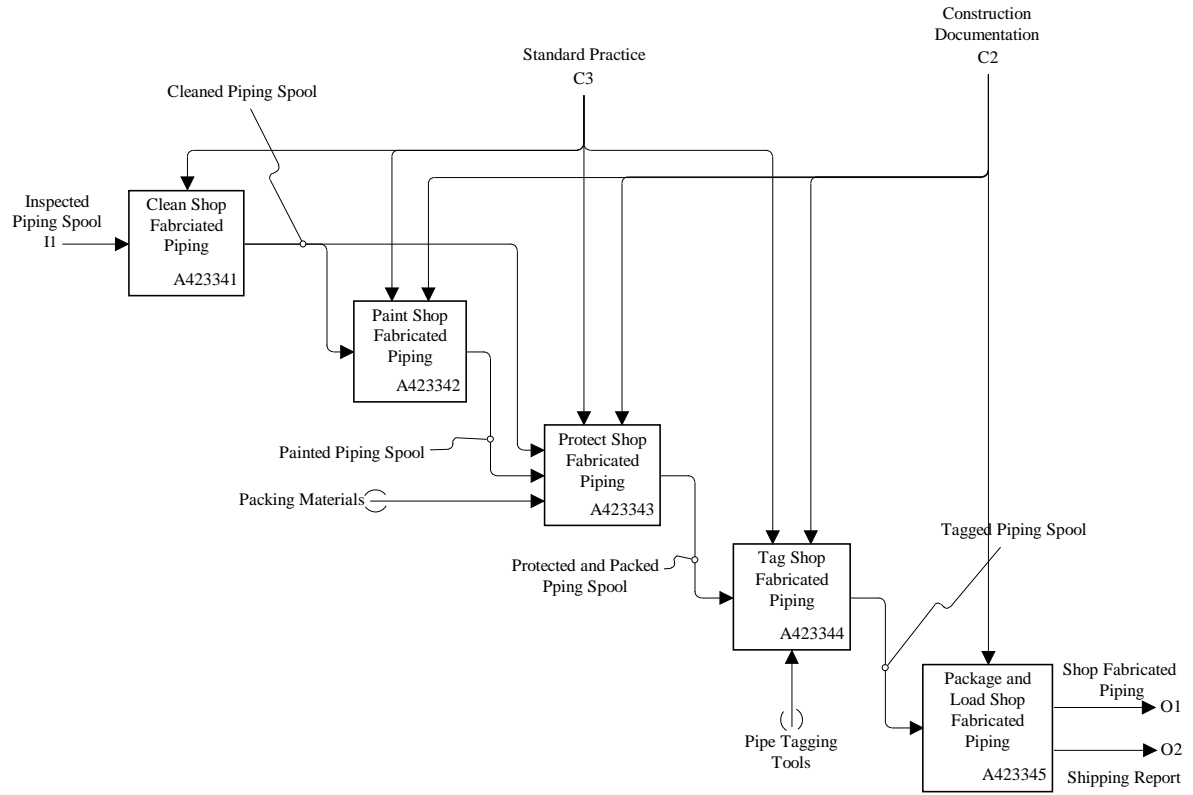 Construction
Documentation
C2
Standard Practice
C3
Cleaned Piping Spool
Inspected
Piping Spool
I1
Clean Shop
Fabrciated
Piping
A423341
Paint Shop
Fabricated
Piping
A423342
Painted Piping Spool
Protect Shop
Fabricated
Piping
A423343
Packing Materials
Tagged Piping Spool
Protected and Packed
Pping Spool
Tag Shop
Fabricated
Piping
A423344
Pipe Tagging
Tools
Package and
Load Shop
Fabricated
Piping
A423345
Shop Fabricated
Piping
O1
O2
Shipping Report